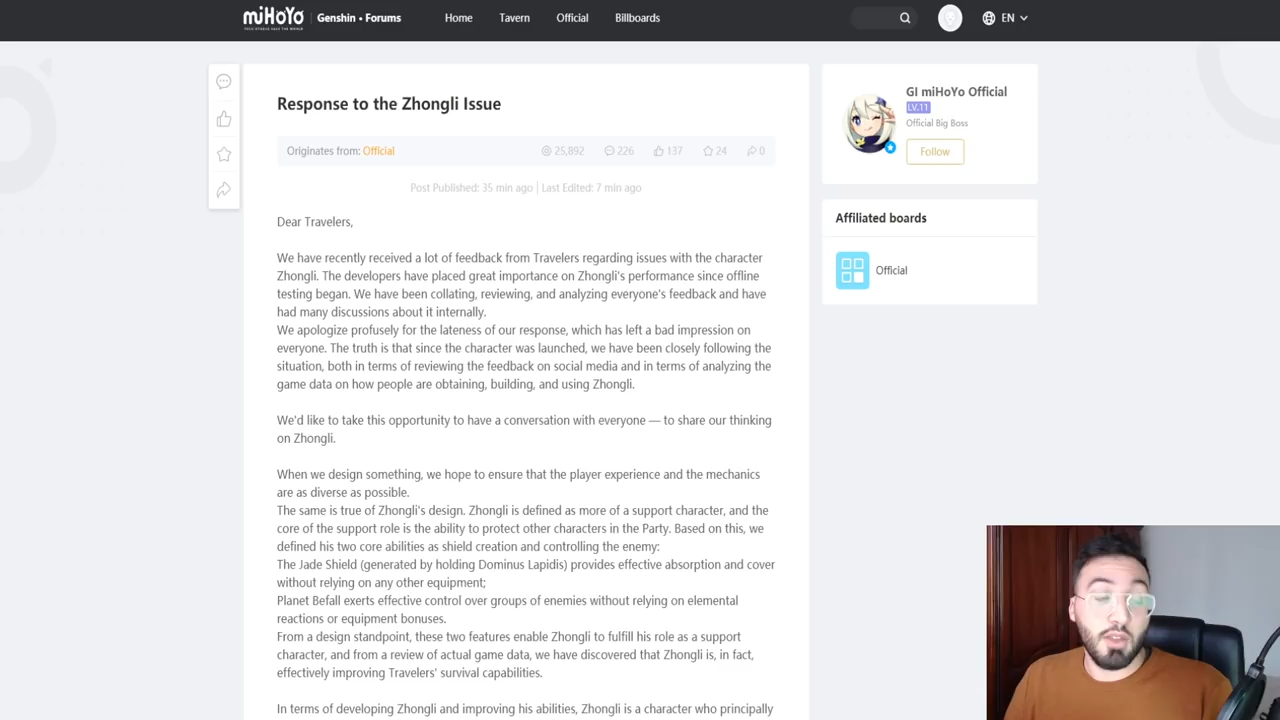 miHoYo
TECH OTAKUS SAVE THE WORLD
Genshin • Forums
Home
Tavern
Official
Billboards
EN
Response to the Zhongli Issue
Originates from: Official
25,892
226
137
24
0
Post Published: 35 min ago | Last Edited: 7 min ago
Dear Travelers,
We have recently received a lot of feedback from Travelers regarding issues with the character
Zhongli. The developers have placed great importance on Zhongli's performance since offline
testing began. We have been collating, reviewing, and analyzing everyone's feedback and have
had many discussions about it internally.
We apologize profusely for the lateness of our response, which has left a bad impression on
everyone. The truth is that since the character was launched, we have been closely following the
situation, both in terms of reviewing the feedback on social media and in terms of analyzing the
game data on how people are obtaining, building, and using Zhongli.
We'd like to take this opportunity to have a conversation with everyone — to share our thinking
on Zhongli.
When we design something, we hope to ensure that the player experience and the mechanics
are as diverse as possible.
The same is true of Zhongli's design. Zhongli is defined as more of a support character, and the
core of the support role is the ability to protect other characters in the Party. Based on this, we
defined his two core abilities as shield creation and controlling the enemy:
The Jade Shield (generated by holding Dominus Lapidis) provides effective absorption and cover
without relying on any other equipment;
Planet Befall exerts effective control over groups of enemies without relying on elemental
reactions or equipment bonuses.
From a design standpoint, these two features enable Zhongli to fulfill his role as a support
character, and from a review of actual game data, we have discovered that Zhongli is, in fact,
effectively improving Travelers' survival capabilities.
In terms of developing Zhongli and improving his abilities, Zhongli is a character who principally
GI miHoYo Official
LV.11
Official Big Boss
Follow
Affiliated boards
Official